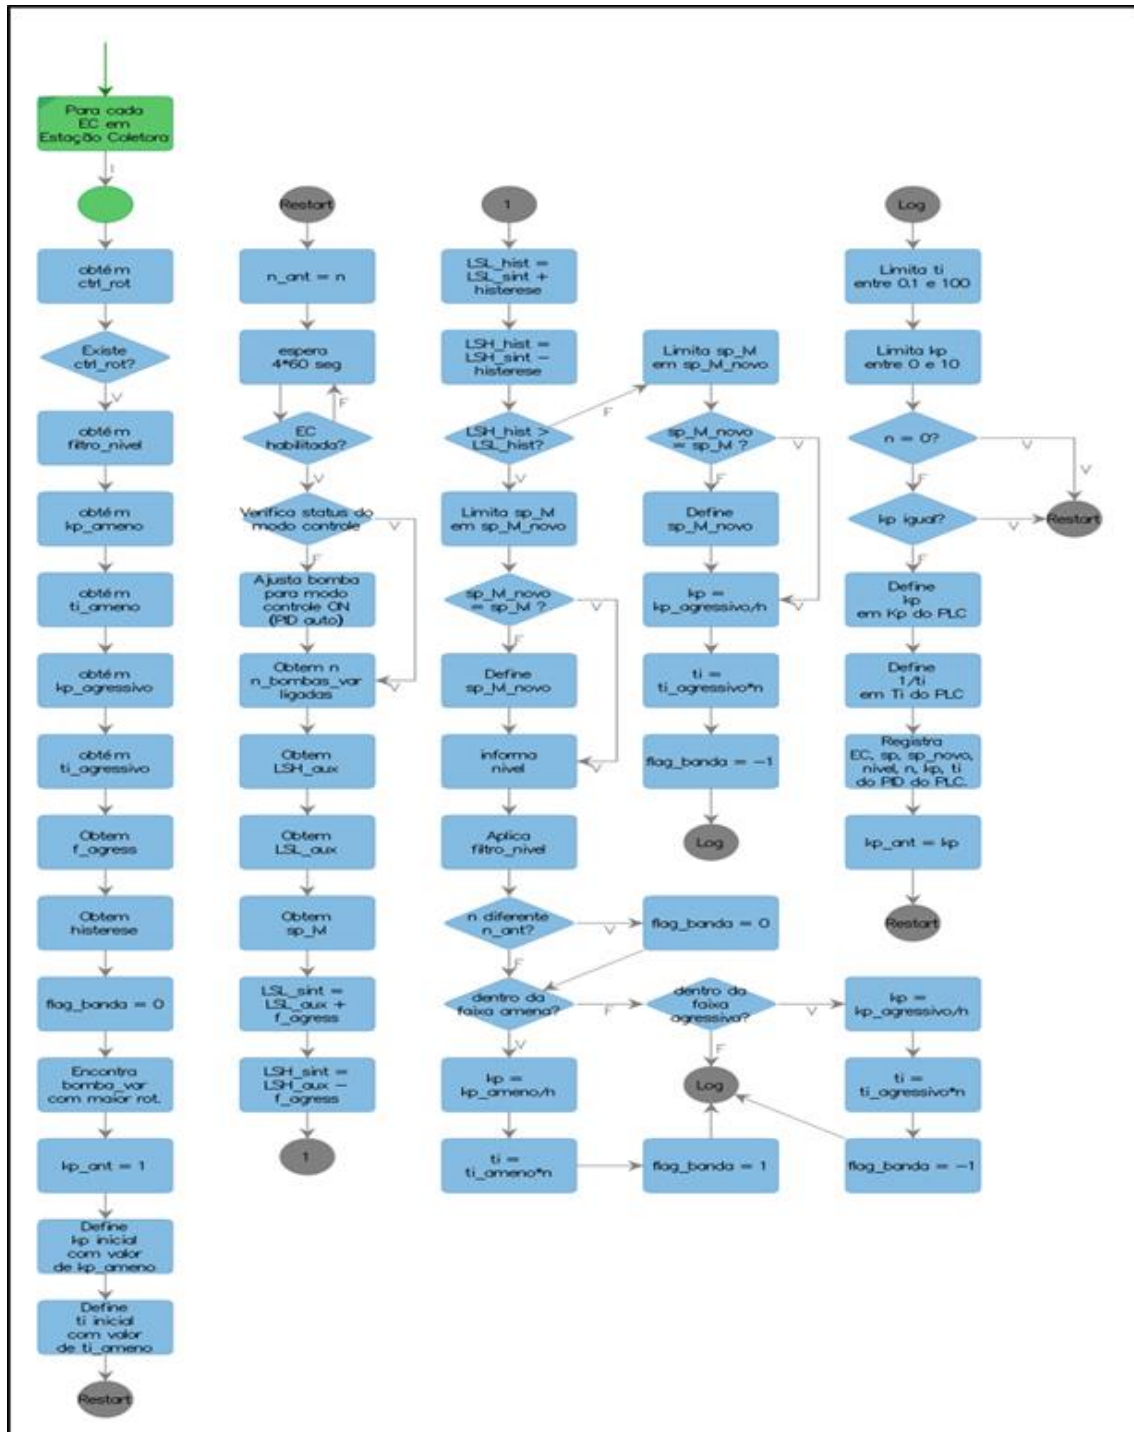 Para cada
EC em
Estação Coletora
1
obtém
ctrl_rot
Existe
ctrl_rot?
V
obtém
filtro_nivel
obtém
kp_ameno
obtém
ti_ameno
obtém
kp_agressivo
obtém
ti_agressivo
Obtem
f_agress
Obtem
histerese
flag_banda = 0
Encontra
bomba_var
com maior rot.
kp_ant = 1
Define
kp inicial
com valor
de kp_ameno
Define
ti inicial
com valor
de ti_ameno
Restart
Restart
n_ant = n
espera
4*60 seg
F
EC
habilitada?
V
Verifica status do
modo controle
V
F
Ajusta bomba
para modo
controle ON
(PID auto)
Obtem n
n_bombas_var
ligadas
V
Obtem
LSH_aux
Obtem
LSL_aux
Obtem
sp_M
LSL_sint =
LSL_aux +
f_agress
LSH_sint =
LSH_aux -
f_agress
1
1
LSL_hist =
LSL_sint +
histerese
LSH_hist =
LSH_sint -
histerese
LSH_hist >
LSL_hist?
F
V
Limita sp_M
em sp_M_novo
sp_M_novo
= sp_M ?
V
F
Define
sp_M_novo
informa
nivel
V
Aplica
filtro_nivel
n diferente
n_ant?
V
F
dentro da
faixa amena?
F
V
kp =
kp_ameno/n
ti =
ti_ameno*n
Limita sp_M
em sp_M_novo
sp_M_novo
= sp_M ?
V
F
Define
sp_M_novo
kp =
kp_agressivo/n
V
ti =
ti_agressivo*n
flag_banda = -1
Log
flag_banda = 0
dentro da
faixa
agressivo?
V
F
Log
flag_banda = 1
Log
Limita ti
entre 0.1 e 100
Limita kp
entre 0 e 10
n = 0?
V
V
F
kp igual?
V
Restart
F
Define
kp
em Kp do PLC
Define
1/ti
em Ti do PLC
Registra
EC, sp, sp_novo,
nivel, n, kp, ti
do PID do PLC.
kp_ant = kp
Restart
kp =
kp_agressivo/n
ti =
ti_agressivo*n
flag_banda = -1